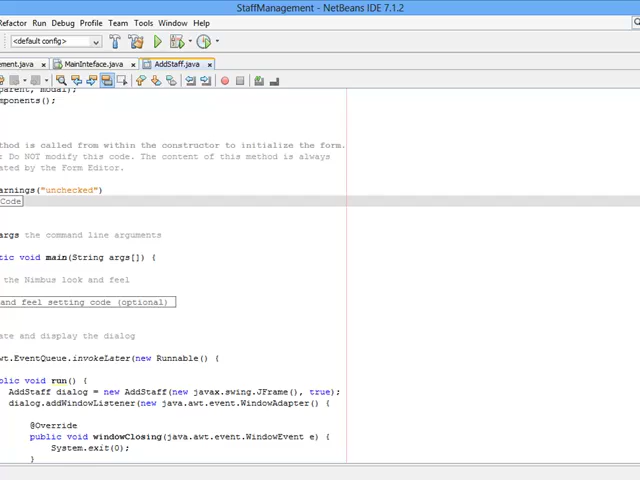 StaffManagement - NetBeans IDE 7.1.2
Refactor Run Debug Profile Team Tools Window Help
<default config>
ement.java x MainInteface.java x AddStaff.java x
parent, modal);
mponents();
ethod is called from within the constructor to initialize the form.
: Do NOT modify this code. The content of this method is always
ated by the Form Editor.
arnings("unchecked")
Code
args the command line arguments
tic void main(String args[]) {
the Nimbus look and feel
and feel setting code (optional)
ate and display the dialog
wt.EventQueue.invokeLater(new Runnable() {
blic void run() {
AddStaff dialog = new AddStaff(new javax.swing.JFrame(), true);
dialog.addWindowListener(new java.awt.event.WindowAdapter() {
@Override
public void windowClosing(java.awt.event.WindowEvent e) {
System.exit(0);
}